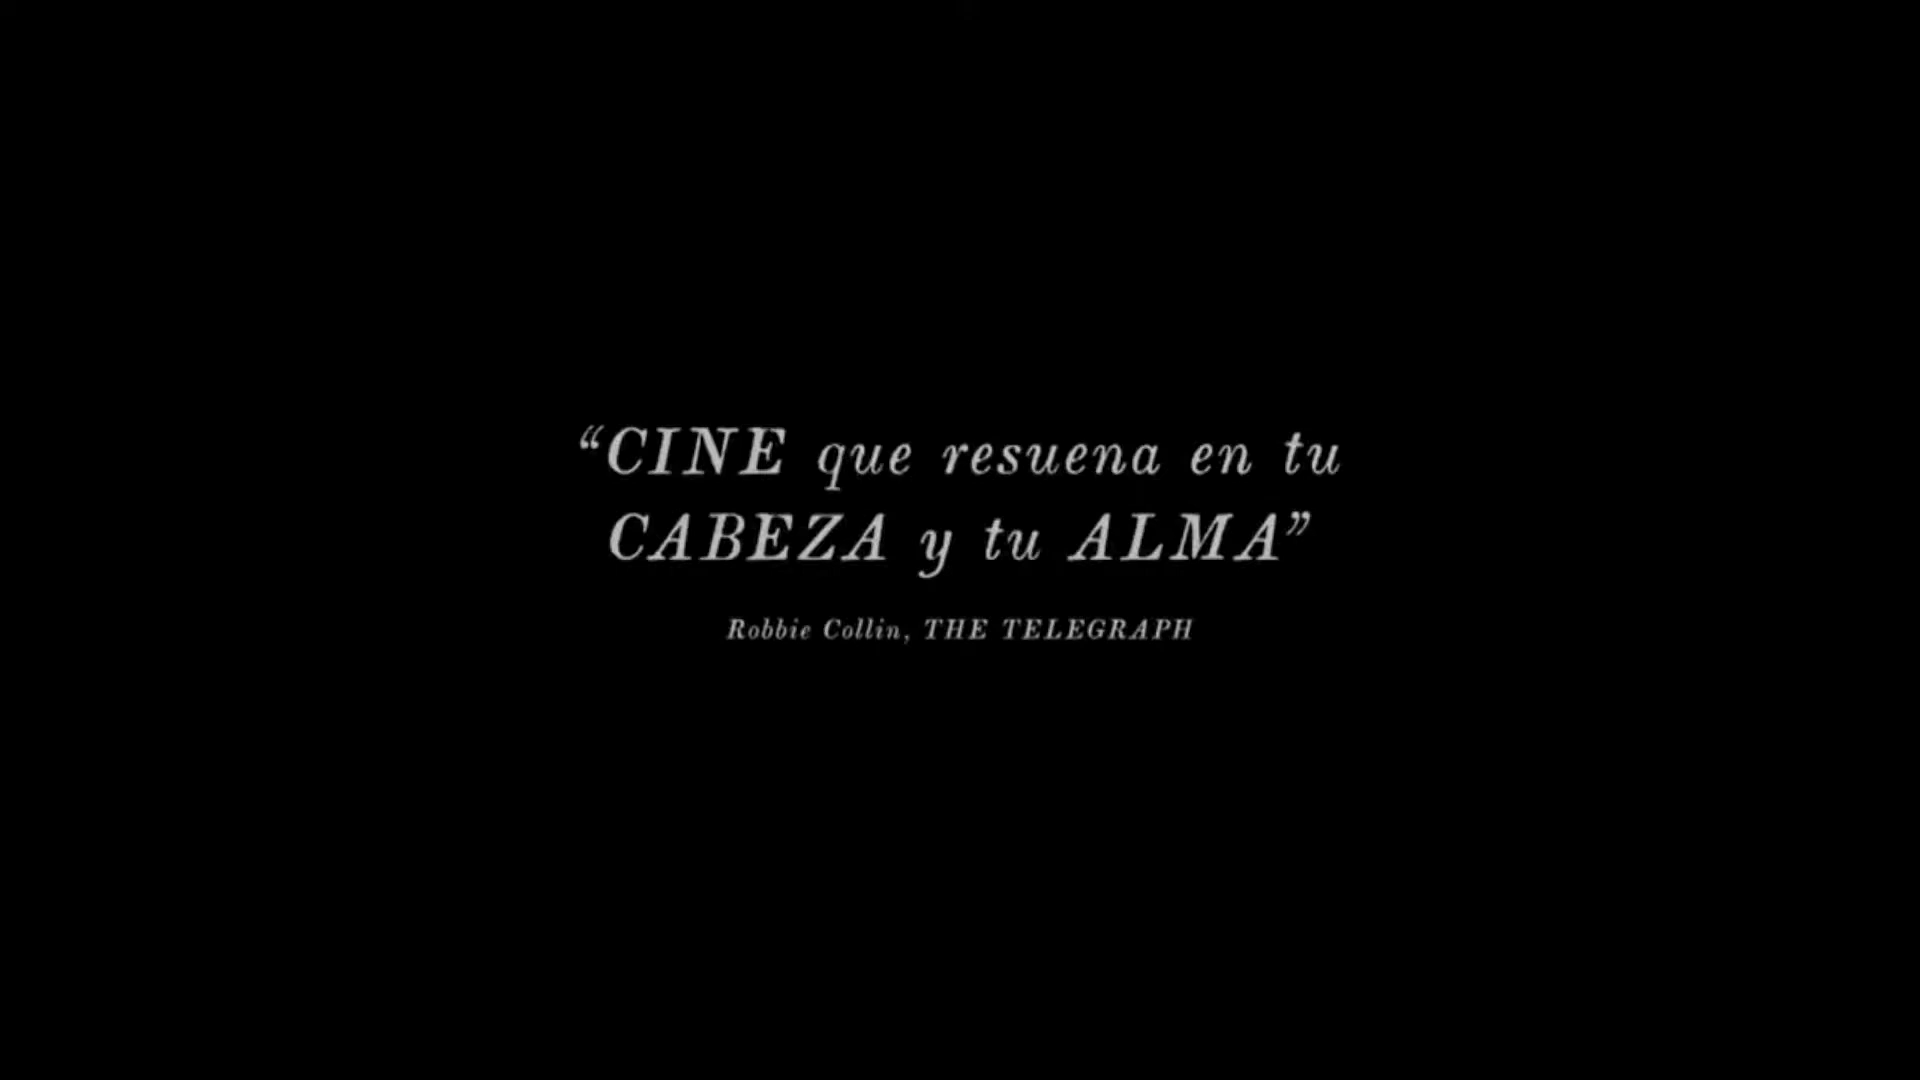 “CINE que resuena en tu
CABEZA y tu ALMA”
Robbie Collin, THE TELEGRAPH